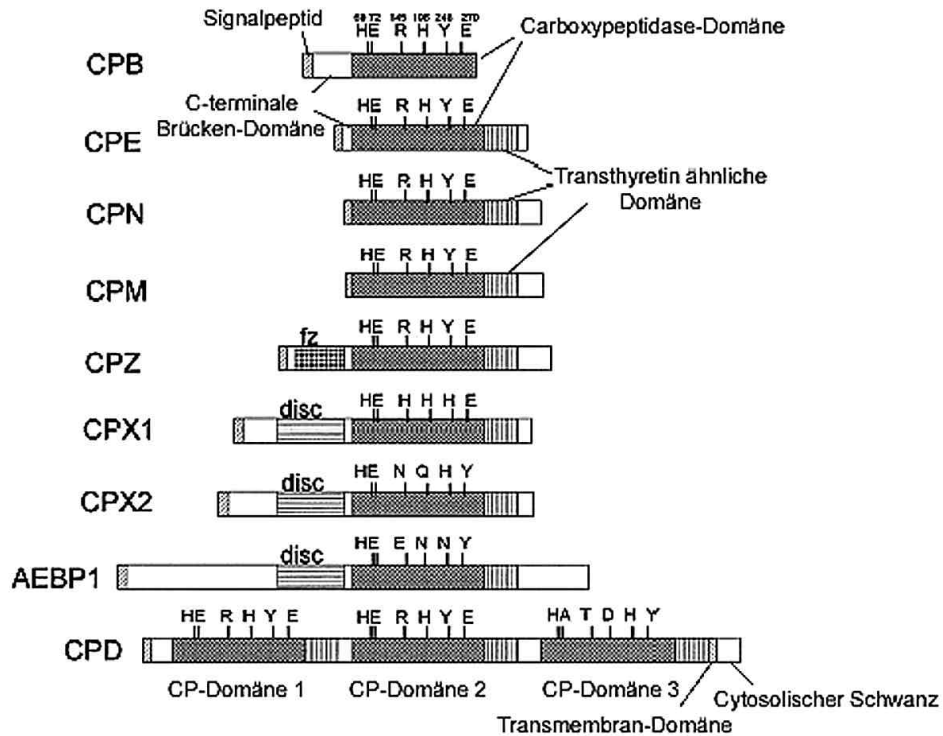 Signalpeptid
69 72 145 196 248 270
HE R H Y E
Carboxypeptidase-Domäne
CPB
C-terminale
Brücken-Domäne
HE R H Y E
CPE
Transthyretin ähnliche
Domäne
HE R H Y E
CPN
HE R H Y E
CPM
fz
HE R H Y E
CPZ
disc
HE H H H E
CPX1
disc
HE N Q H Y
CPX2
disc
HE E N N Y
AEBP1
HE R H Y E
HE R H Y E
HA T D H Y
CPD
CP-Domäne 1
CP-Domäne 2
CP-Domäne 3
Cytosolischer Schwanz
Transmembran-Domäne